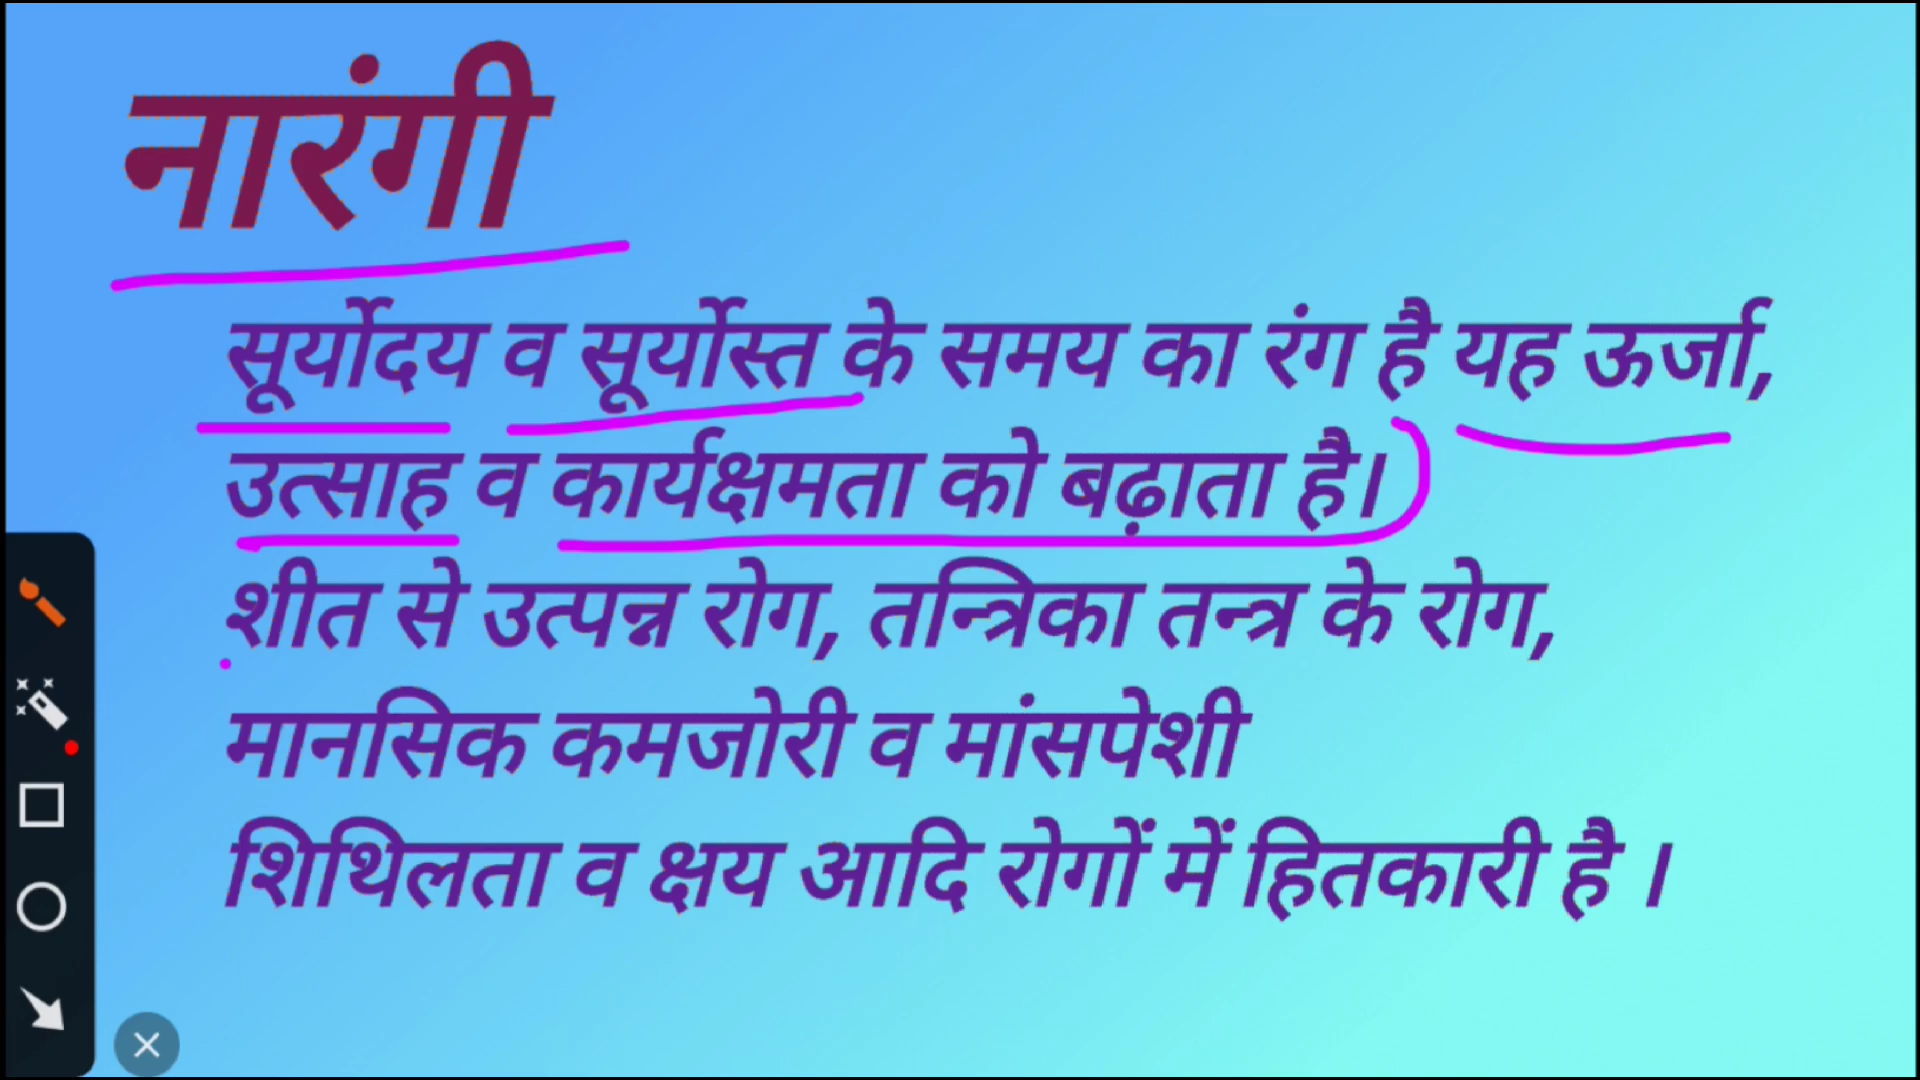 नारंगी
सूर्योदय व सूर्योस्त के समय का रंग है यह ऊर्जा,
उत्साह व कार्यक्षमता को बढ़ाता है।
शीत से उत्पन्न रोग, तन्त्रिका तन्त्र के रोग,
मानसिक कमजोरी व मांसपेशी
शिथिलता व क्षय आदि रोगों में हितकारी है ।